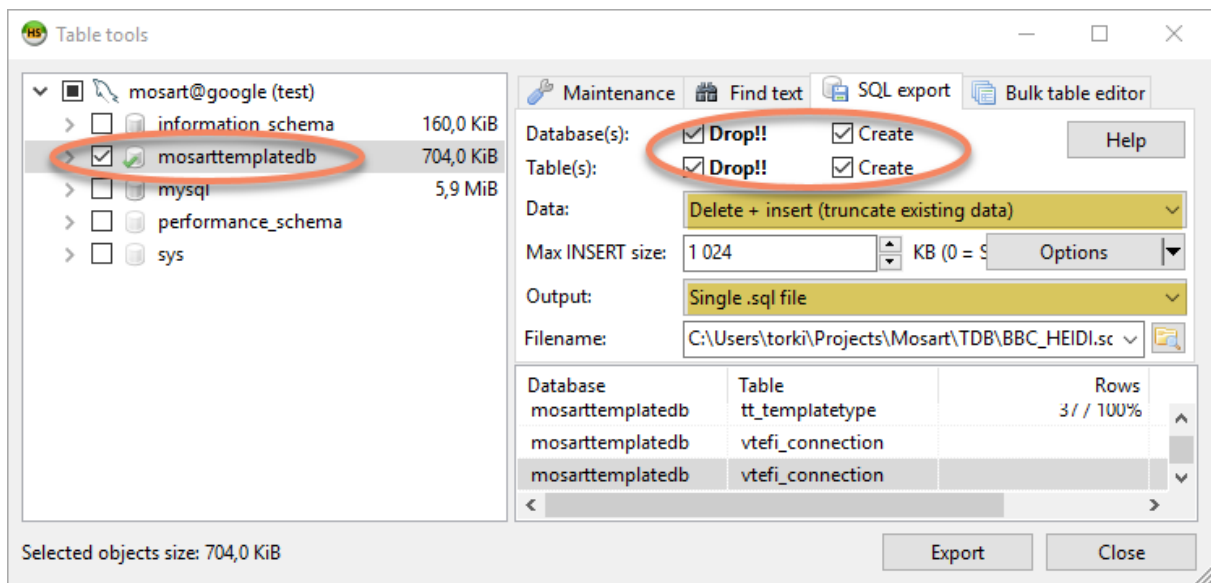 HS Table tools
mosart@google (test)
information_schema 160,0 KiB
mosarttemplatedb 704,0 KiB
mysql 5,9 MiB
performance_schema
sys
Maintenance Find text SQL export Bulk table editor
Database(s): Drop!! Create Help
Table(s): Drop!! Create
Data: Delete + insert (truncate existing data)
Max INSERT size: 1 024 KB (0 = S Options
Output: Single .sql file
Filename: C:\Users\torki\Projects\Mosart\TDB\BBC_HEIDI.sc
Database Table Rows
mosarttemplatedb tt_templatetype 37 / 100%
mosarttemplatedb vtefi_connection
mosarttemplatedb vtefi_connection
Selected objects size: 704,0 KiB Export Close